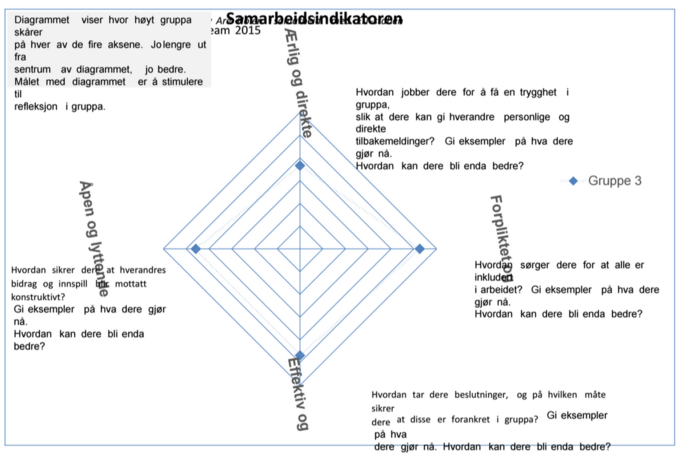 Samarbeidsindikatoren
Diagrammet viser hvor høyt gruppa
skårer
på hver av de fire aksene. Jo lengre ut
fra
sentrum av diagrammet, jo bedre.
Målet med diagrammet er å stimulere
til
refleksjon i gruppa.
eam 2015
Ærlig og direkte
Hvordan jobber dere for å få en trygghet i
gruppa,
slik at dere kan gi hverandre personlige og
direkte
tilbakemeldinger? Gi eksempler på hva dere
gjør nå.
Hvordan kan dere bli enda bedre?
Gruppe 3
Åpen og lyttende
Hvordan sikrer dere at hverandres
bidrag og innspill blir mottatt
konstruktivt?
Gi eksempler på hva dere gjør
nå.
Hvordan kan dere bli enda
bedre?
Hvordan sørger dere for at alle er
inkludert
i arbeidet? Gi eksempler på hva dere
gjør nå.
Hvordan kan dere bli enda bedre?
Effektiv og
Hvordan tar dere beslutninger, og på hvilken måte
sikrer
dere at disse er forankret i gruppa? Gi eksempler
på hva
dere gjør nå. Hvordan kan dere bli enda bedre?